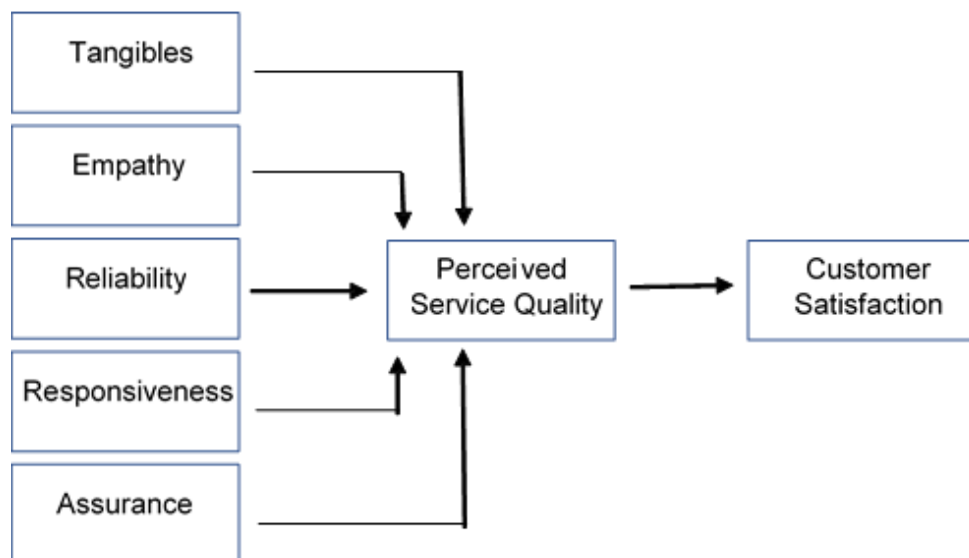 Tangibles
Empathy
Reliability
Responsiveness
Assurance
Perceived
Service Quality
Customer
Satisfaction